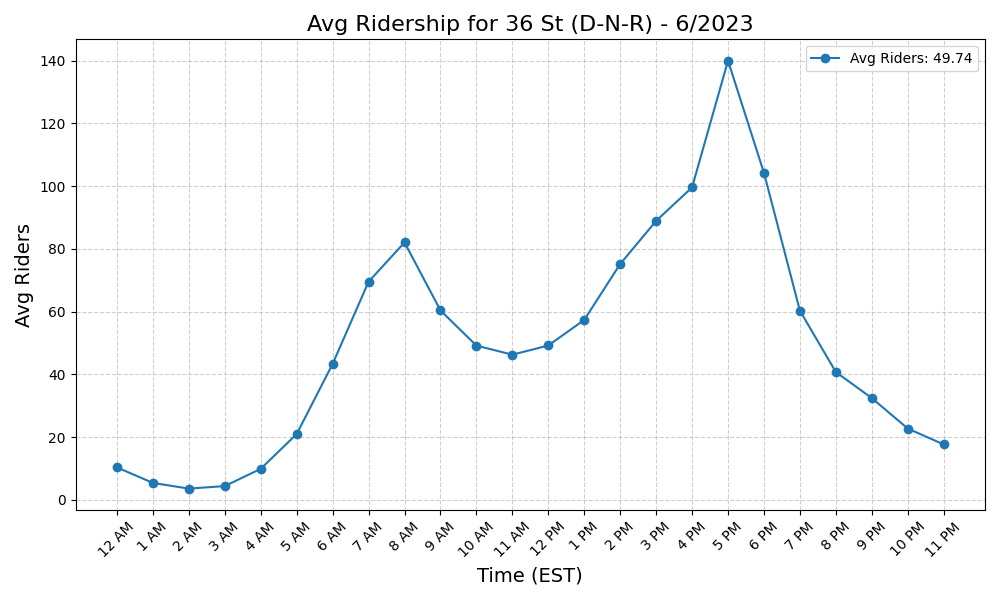 Avg Ridership for 36 St (D-N-R) - 6/2023
Avg Riders: 49.74
Avg Riders
140
120
100
80
60
40
20
0
12 AM
1 AM
2 AM
3 AM
4 AM
5 AM
6 AM
7 AM
8 AM
9 AM
10 AM
11 AM
12 PM
1 PM
2 PM
3 PM
4 PM
5 PM
6 PM
7 PM
8 PM
9 PM
10 PM
11 PM
Time (EST)